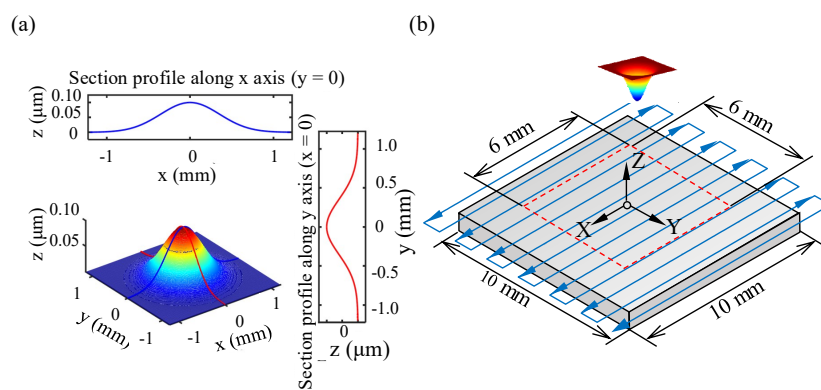 (a)
(b)
Section profile along x axis (y = 0)
z (μm)
0.10
0.05
0
-1
0
1
x (mm)
z (μm)
0.10
0.05
1
0
-1
y (mm)
-1
0
1
x (mm)
Section profile along y axis (x = 0)
1.0
0.5
0
-0.5
-1.0
y (mm)
0
z (μm)
6 mm
6 mm
Z
X
Y
10 mm
10 mm